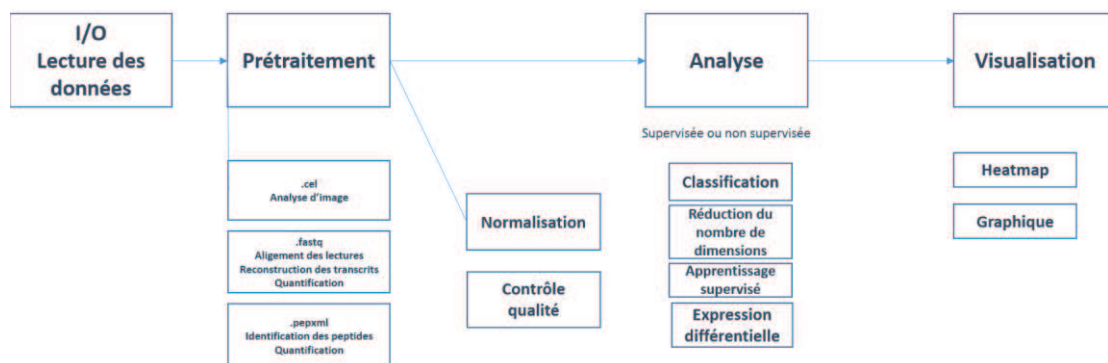 I/O
Lecture des
données
Prétraitement
Analyse
Visualisation
Supervisée ou non supervisée
.cel
Analyse d'image
.fastq
Aligement des lectures
Reconstruction des transcrits
Quantification
.pepxml
Identification des peptides
Quantification
Normalisation
Contrôle
qualité
Classification
Réduction du
nombre de
dimensions
Apprentissage
supervisé
Expression
différentielle
Heatmap
Graphique